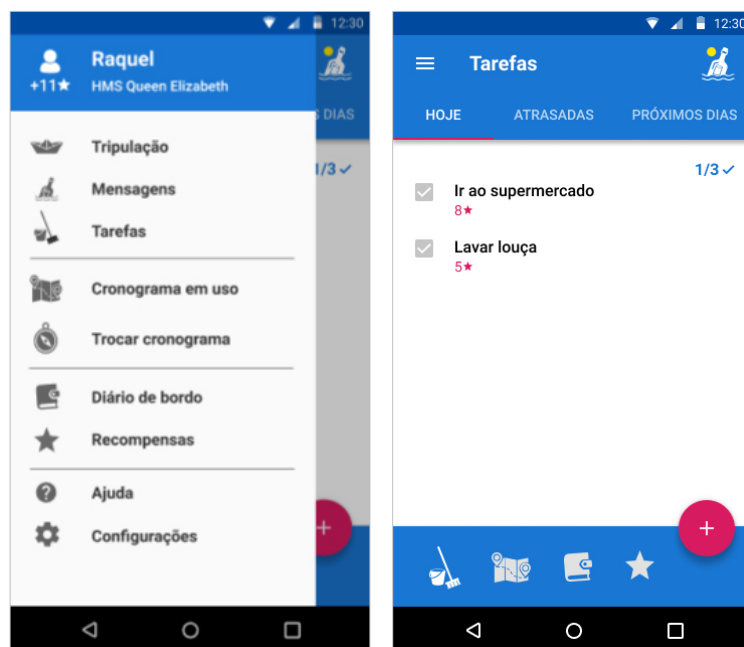 12:30
Raquel
+11★
HMS Queen Elizabeth
DIAS
1/3 ✓
Tripulação
Mensagens
Tarefas
Cronograma em uso
Trocar cronograma
Diário de bordo
Recompensas
Ajuda
Configurações
+
12:30
Tarefas
HOJE
ATRASADAS
PRÓXIMOS DIAS
1/3 ✓
Ir ao supermercado
8★
Lavar louça
5★
+